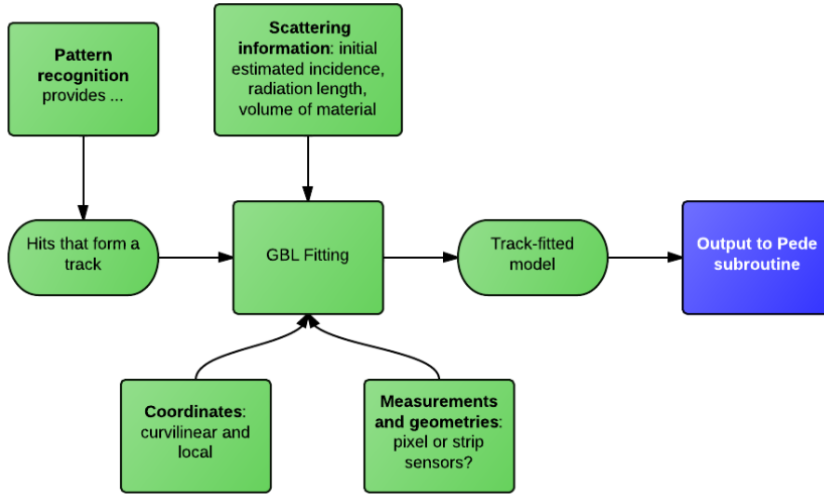 Pattern
recognition
provides ...
Scattering
information: initial
estimated incidence,
radiation length,
volume of material
Hits that form a
track
GBL Fitting
Track-fitted
model
Output to Pede
subroutine
Coordinates:
curvilinear and
local
Measurements
and geometries:
pixel or strip
sensors?